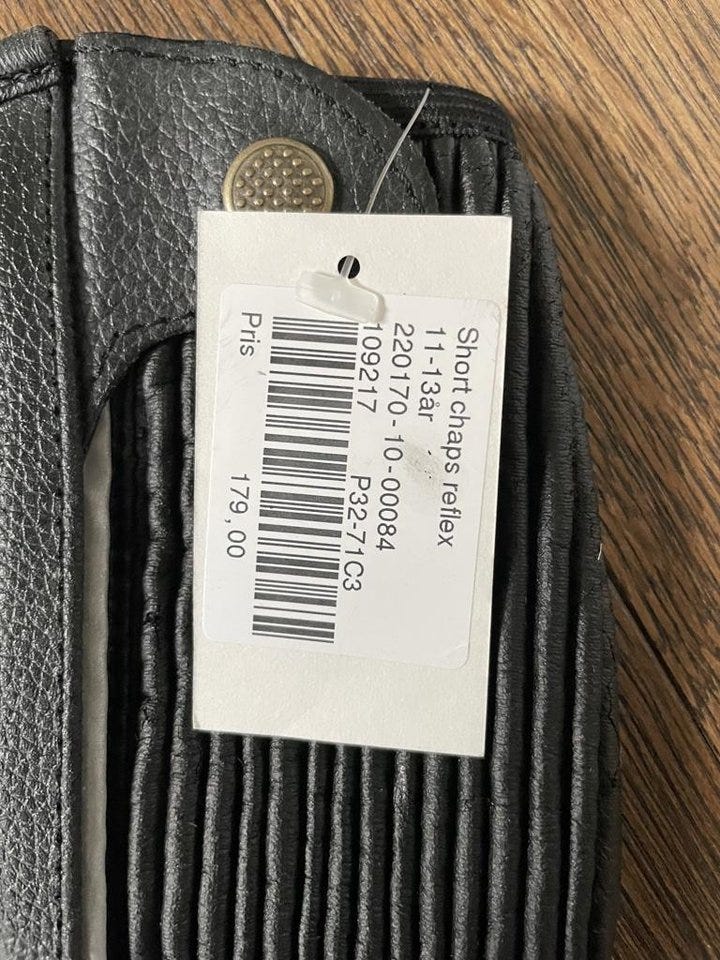 Short chaps reflex
11-13år
220170-10-00084
109217 P32-71C3
Pris 179,00